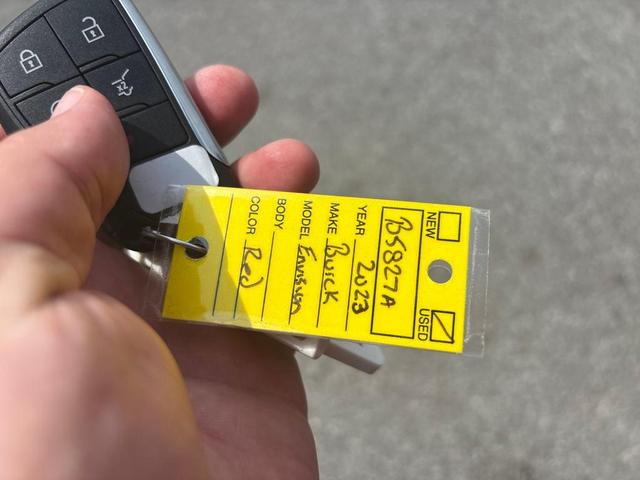 NEW USED
B5827A
YEAR 2023
MAKE Buick
MODEL Envision
BODY
COLOR Red